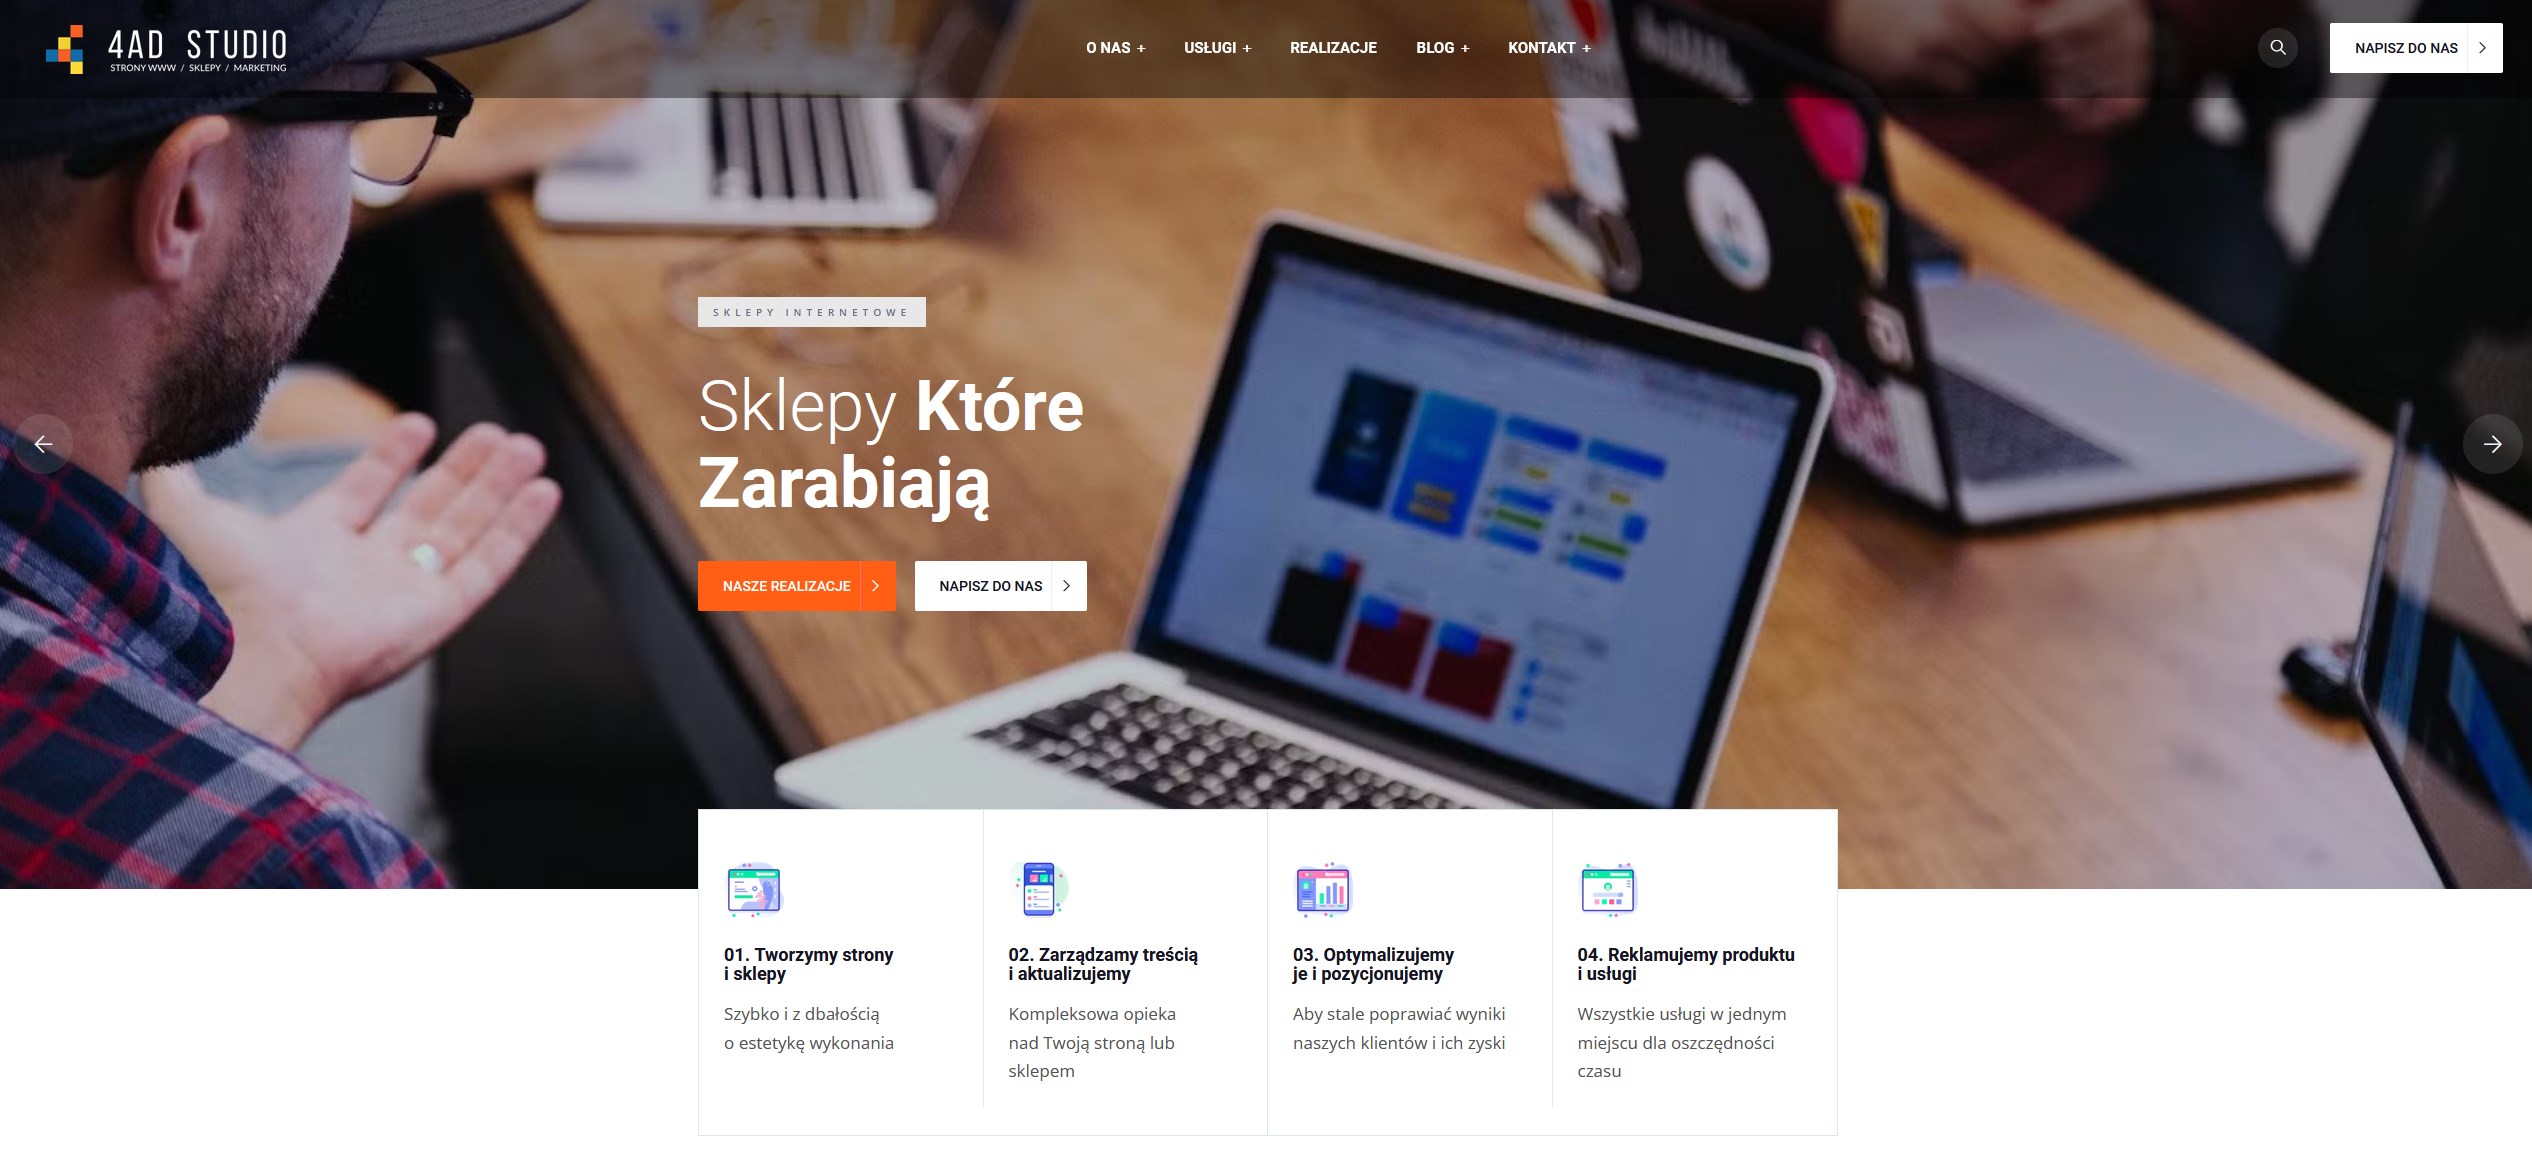 4AD STUDIO
STRONY WWW / SKLEPY / MARKETING
O NAS +
USŁUGI +
REALIZACJE
BLOG +
KONTAKT +
NAPISZ DO NAS
SKLEPY INTERNETOWE
Sklepy Które
Zarabiają
NASZE REALIZACJE
NAPISZ DO NAS
01. Tworzymy strony
i sklepy
Szybko i z dbałością
o estetykę wykonania
02. Zarządzamy treścią
i aktualizujemy
Kompleksowa opieka
nad Twoją stroną lub
sklepem
03. Optymalizujemy
je i pozycjonujemy
Aby stale poprawiać wyniki
naszych klientów i ich zyski
04. Reklamujemy produktu
i usługi
Wszystkie usługi w jednym
miejscu dla oszczędności
czasu